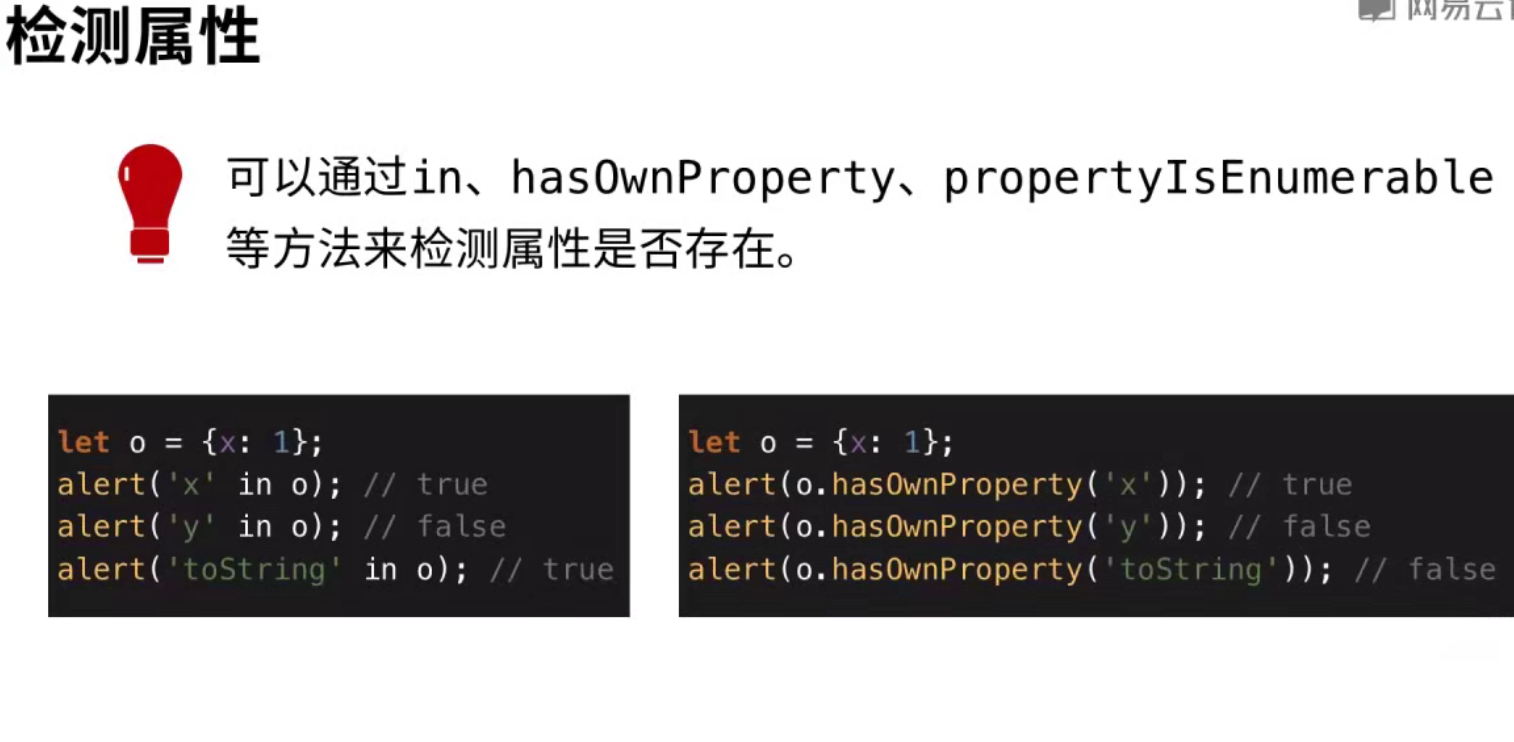 检测属性
网易云
可以通过in、hasOwnProperty、propertyIsEnumerable
等方法来检测属性是否存在。
let o = {x: 1};
alert('x' in o); // true
alert('y' in o); // false
alert('toString' in o); // true
let o = {x: 1};
alert(o.hasOwnProperty('x')); // true
alert(o.hasOwnProperty('y')); // false
alert(o.hasOwnProperty('toString')); // false